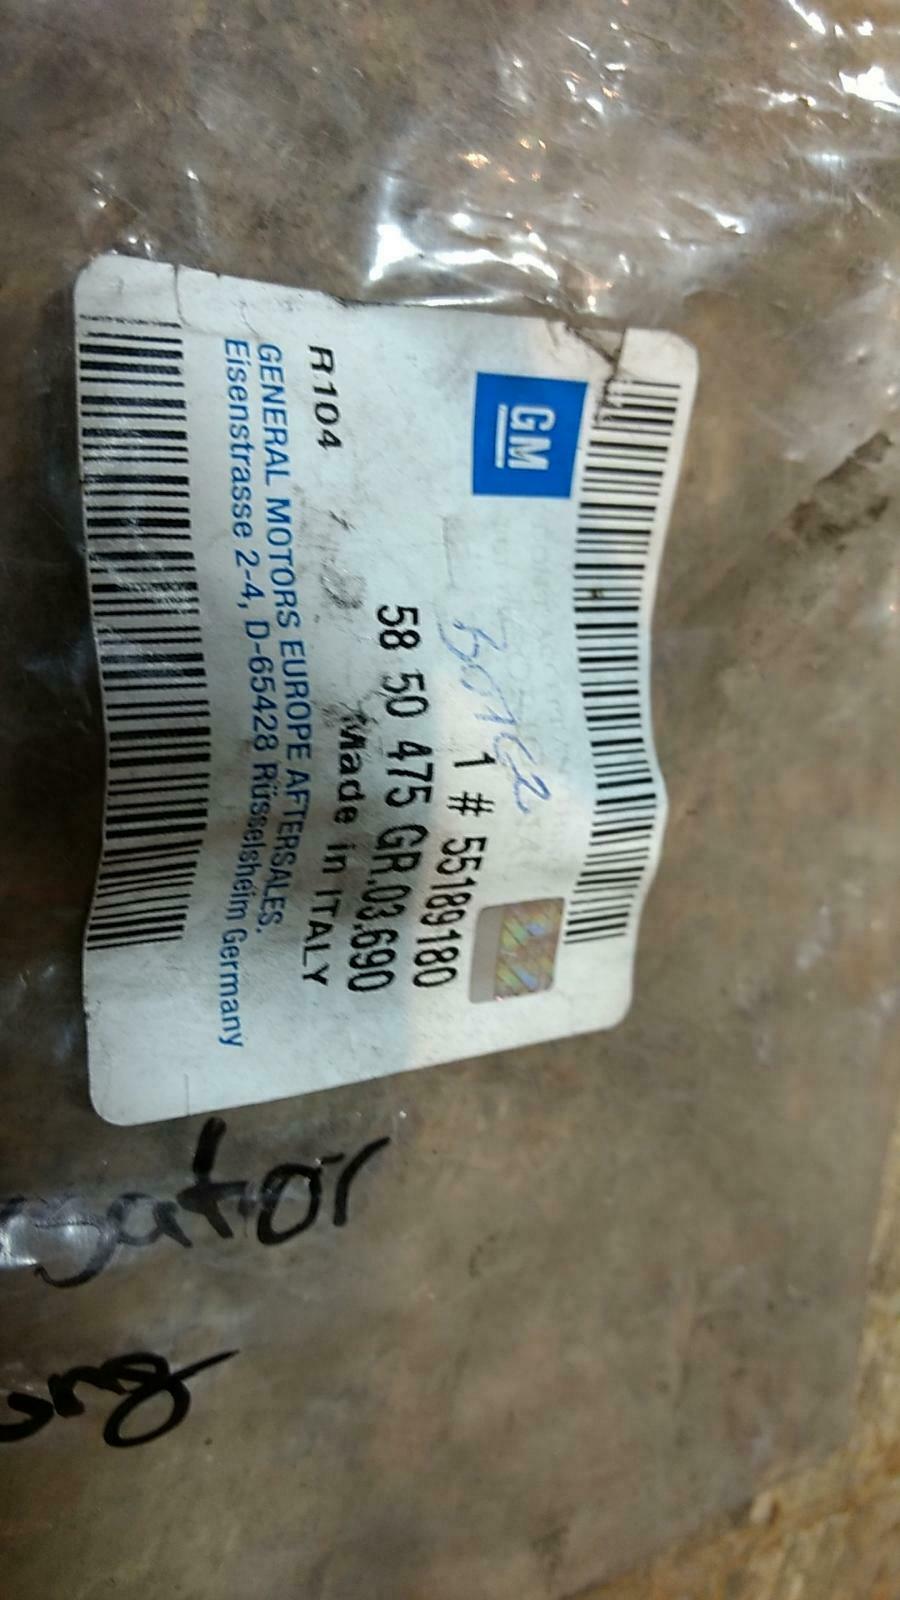 GM
1 # 55189180
58 50 475 GR.03.690
Made in ITALY
R104
GENERAL MOTORS EUROPE AFTERSALES.
Eisenstrasse 2-4, D-65428 Rüsselsheim Germany